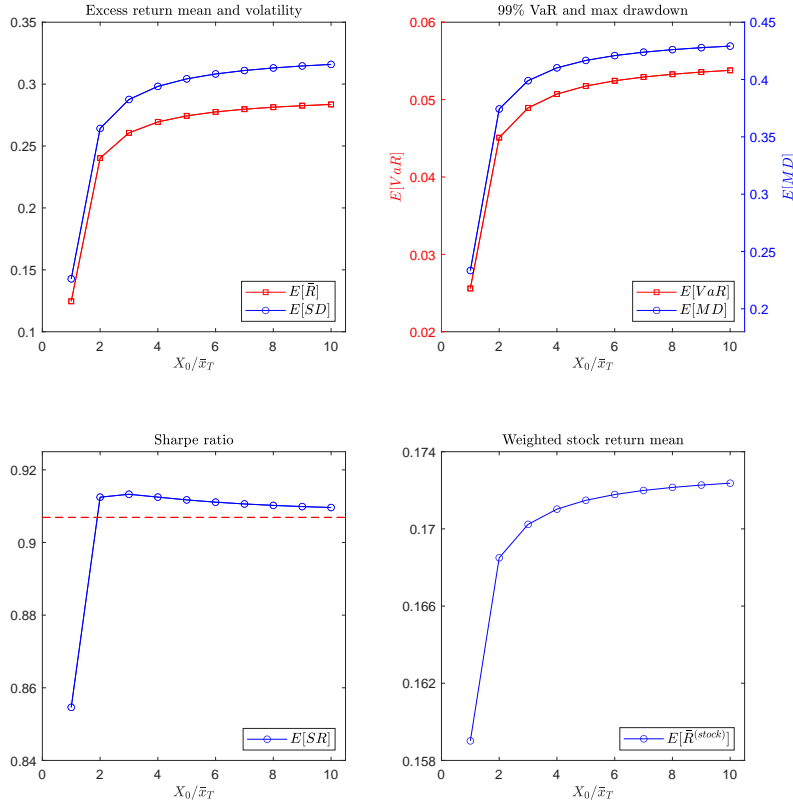 Excess return mean and volatility
0.35
0.3
0.25
0.2
0.15
0.1
0 2 4 6 8 10
X₀/x̄_T
E[R̄]
E[SD]
99% VaR and max drawdown
0.06
0.05
0.04
0.03
0.02
E[VaR]
0.45
0.4
0.35
0.3
0.25
0.2
E[MD]
0 2 4 6 8 10
X₀/x̄_T
E[VaR]
E[MD]
Sharpe ratio
0.92
0.9
0.88
0.86
0.84
0 2 4 6 8 10
X₀/x̄_T
E[SR]
Weighted stock return mean
0.174
0.17
0.166
0.162
0.158
0 2 4 6 8 10
X₀/x̄_T
E[R̄^(stock)]